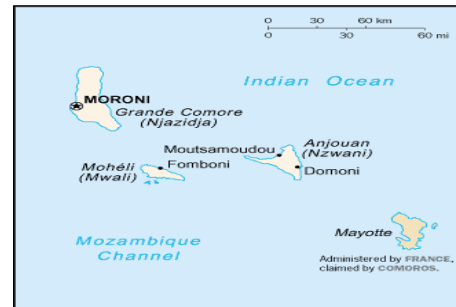 0 30 60 km
0 30 60 mi
Indian Ocean
MORONI
Grande Comore
(Njazidja)
Moutsamoudou
Anjouan
(Nzwani)
Mohéli
(Mwali)
Fomboni
Domoni
Mayotte
Mozambique
Channel
Administered by FRANCE,
claimed by COMOROS.